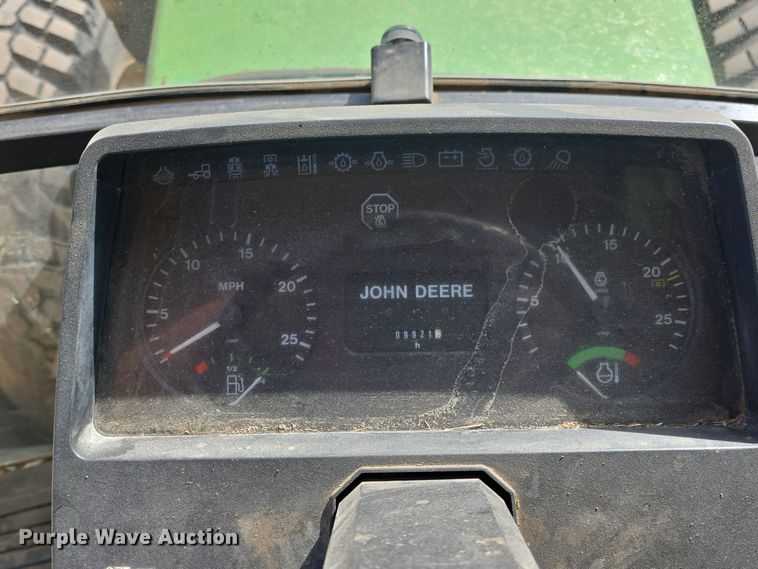 STOP
10 15
MPH
20
5
25
1/2
JOHN DEERE
09921
h
10 15
20
5
25
Purple Wave Auction